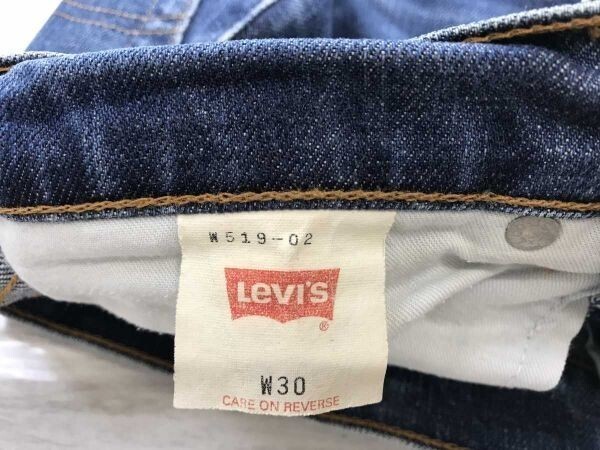 W519-02
LEVI'S
®
W30
CARE ON REVERSE